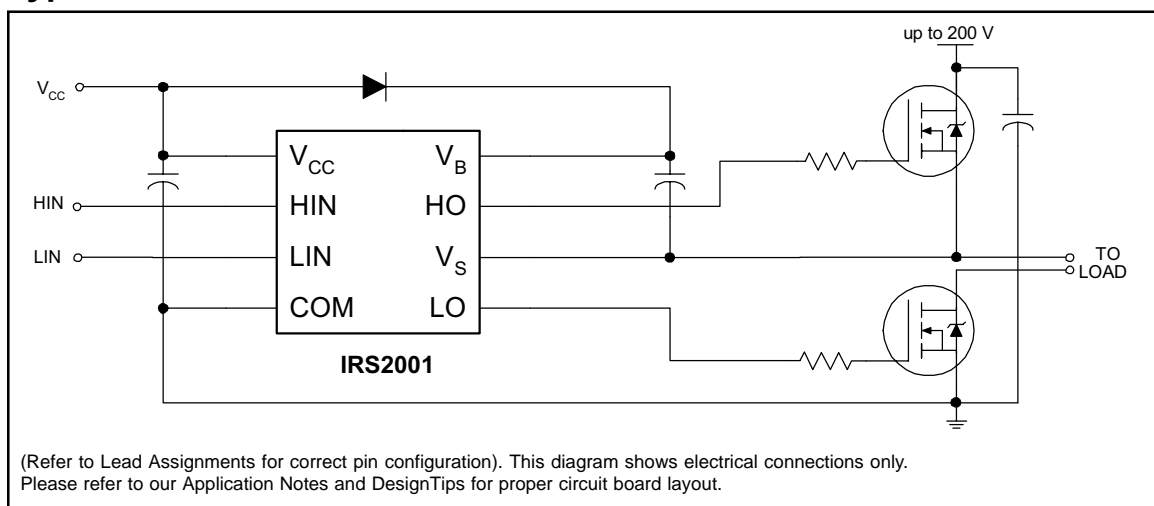 up to 200 V
VCC
VCC
VB
HIN
HIN
HO
LIN
LIN
VS
TO
LOAD
COM
LO
IRS2001
(Refer to Lead Assignments for correct pin configuration). This diagram shows electrical connections only.
Please refer to our Application Notes and DesignTips for proper circuit board layout.